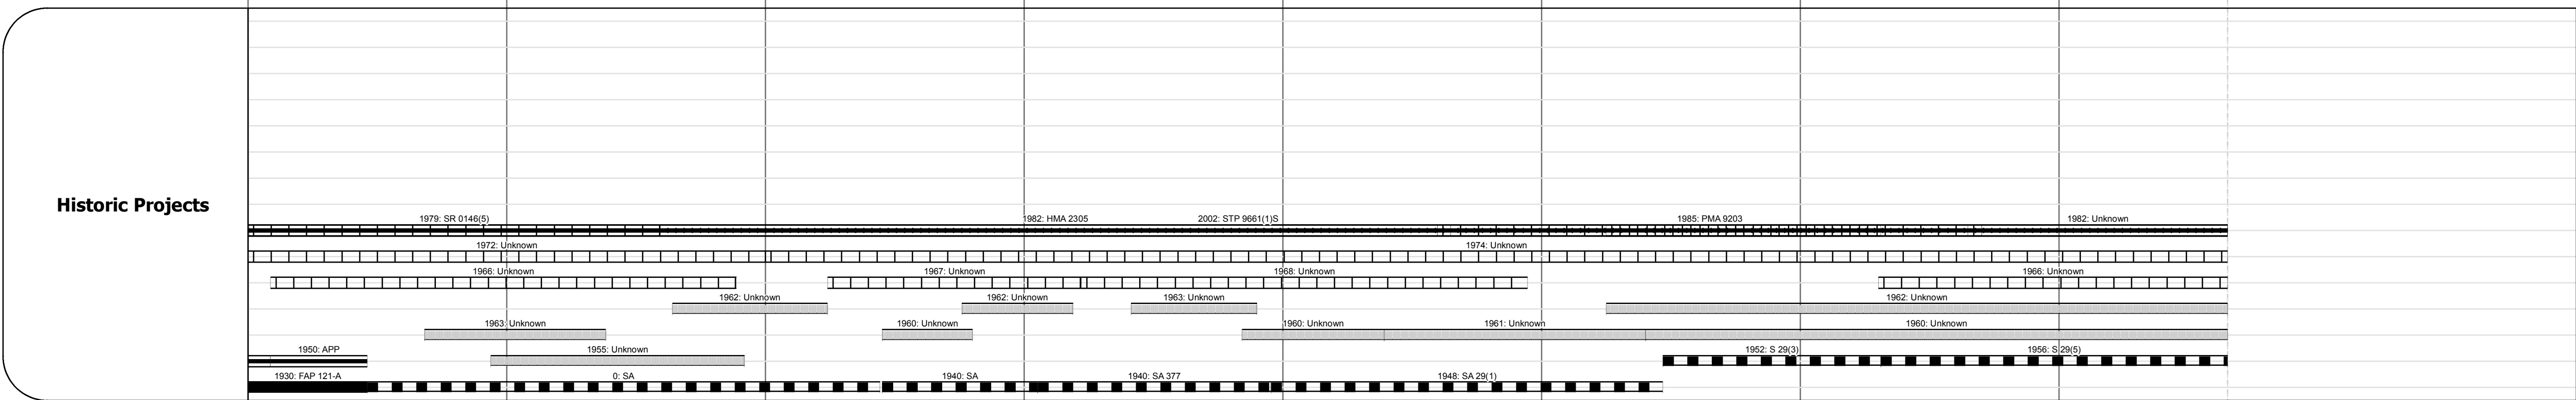 Historic Projects
1979: SR 0146(5) 1982: HMA 2305 2002: STP 9661(1)S 1985: PMA 9203 1982: Unknown
1972: Unknown 1974: Unknown
1966: Unknown 1967: Unknown 1968: Unknown 1966: Unknown
1962: Unknown 1962: Unknown 1963: Unknown 1962: Unknown
1963: Unknown 1960: Unknown 1960: Unknown 1961: Unknown 1960: Unknown
1950: APP 1955: Unknown 1952: S 29(3) 1956: S 29(5)
1930: FAP 121-A 0: SA 1940: SA 1940: SA 377 1948: SA 29(1)